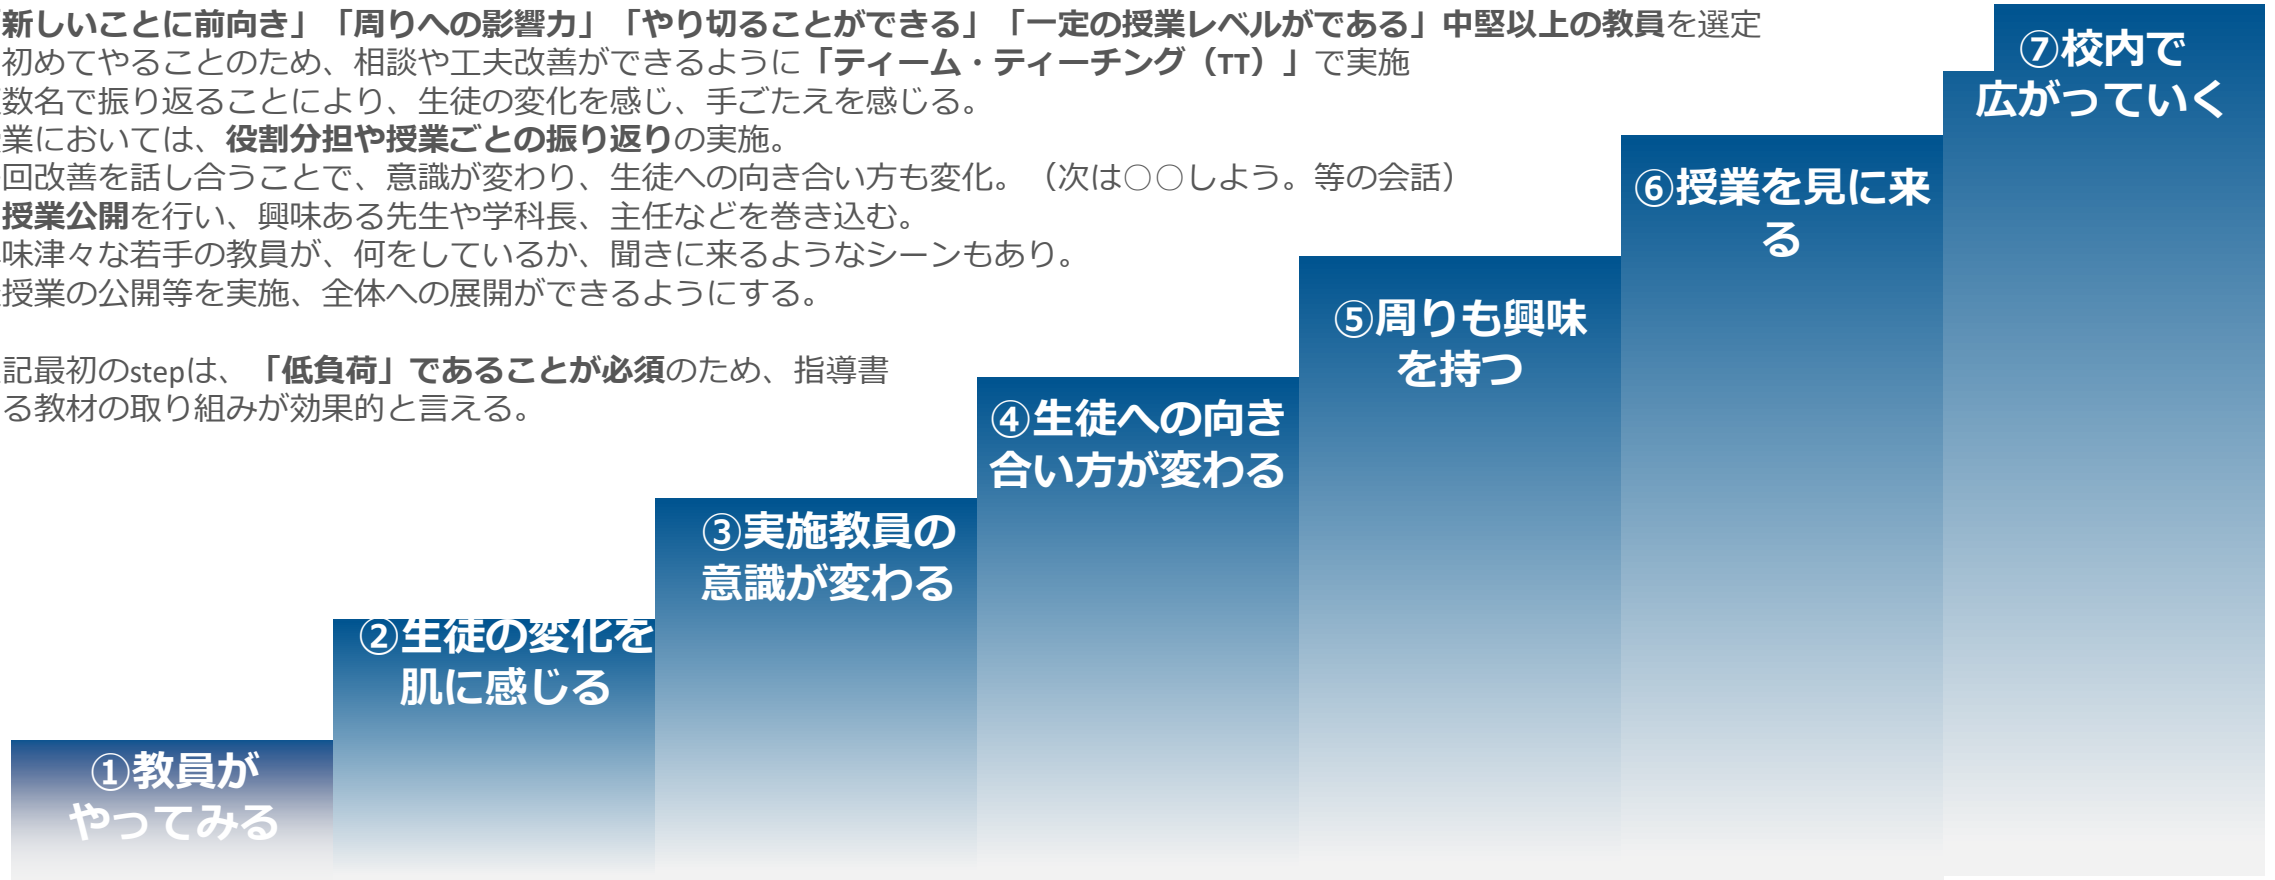 新しいことに前向き」「周りへの影響力」「やり切ることができる」「一定の授業レベルがである」中堅以上の教員を選定
初めてやることのため、相談や工夫改善ができるように「ティーム・ティーチング（TT）」で実施
数名で振り返ることにより、生徒の変化を感じ、手ごたえを感じる。
業においては、役割分担や授業ごとの振り返りの実施。
回改善を話し合うことで、意識が変わり、生徒への向き合い方も変化。（次は○○しよう。等の会話）
授業公開を行い、興味ある先生や学科長、主任などを巻き込む。
味津々な若手の教員が、何をしているか、聞きに来るようなシーンもあり。
授業の公開等を実施、全体への展開ができるようにする。
記最初のstepは、「低負荷」であることが必須のため、指導書
る教材の取り組みが効果的と言える。
①教員が
やってみる
②生徒の変化を
肌に感じる
③実施教員の
意識が変わる
④生徒への向き
合い方が変わる
⑤周りも興味
を持つ
⑥授業を見に来
る
⑦校内で
広がっていく